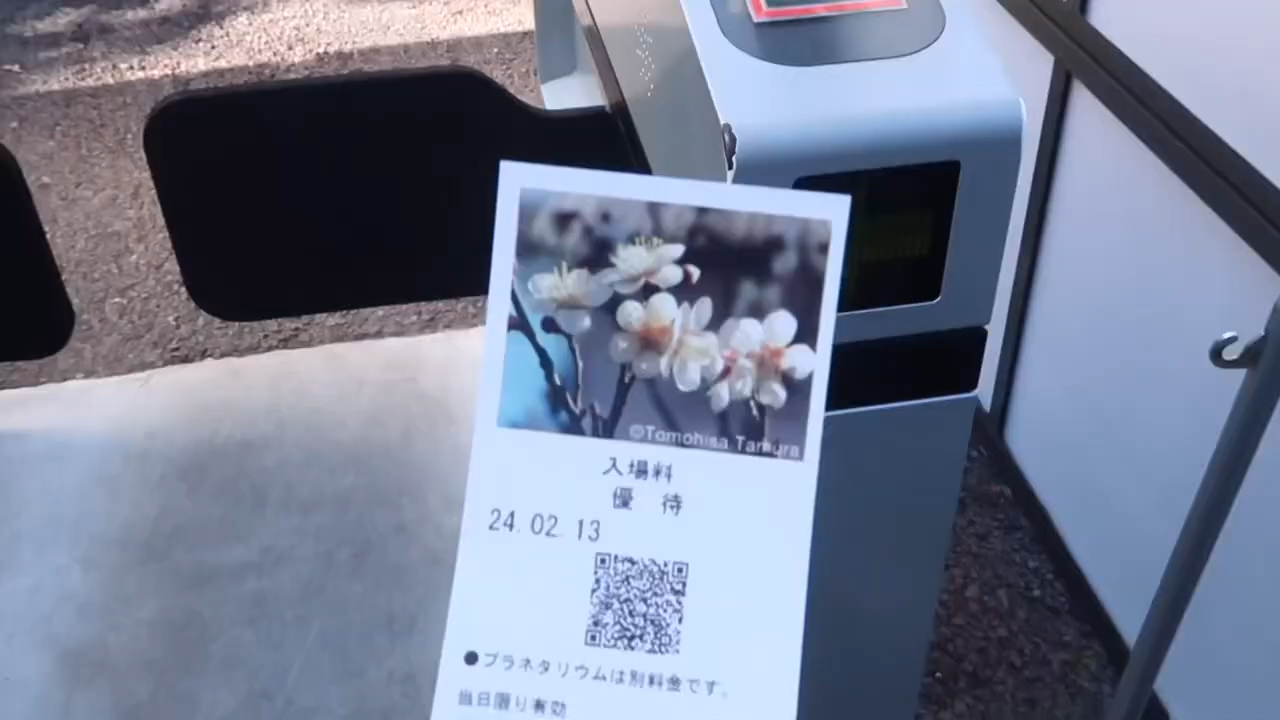 ©Tomohisa Tamura
入場料
優　待
24.02.13
●プラネタリウムは別料金です。
当日限り有効